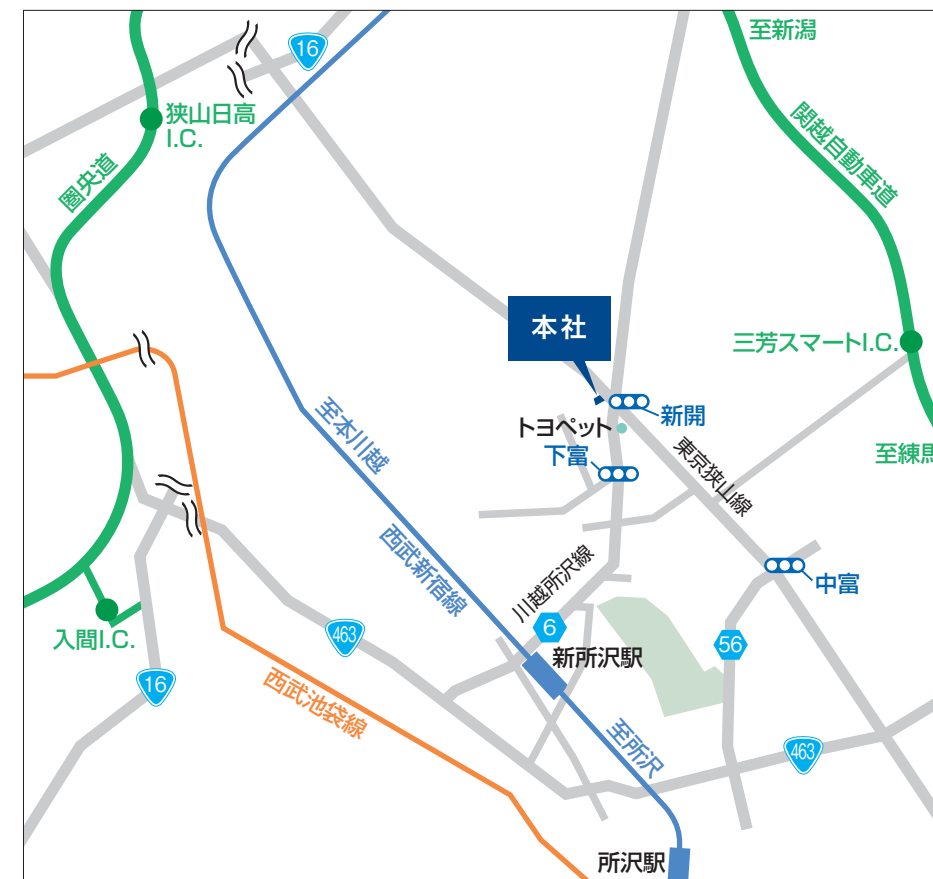 至新潟
16
狭山日高
I.C.
関越自動車道
圏央道
本社
三芳スマートI.C.
至本川越
新開
トヨペット
東京狭山線
下富
至練馬
西武新宿線
川越所沢線
中富
入間I.C.
6
463
56
新所沢駅
16
西武池袋線
至所沢
463
所沢駅